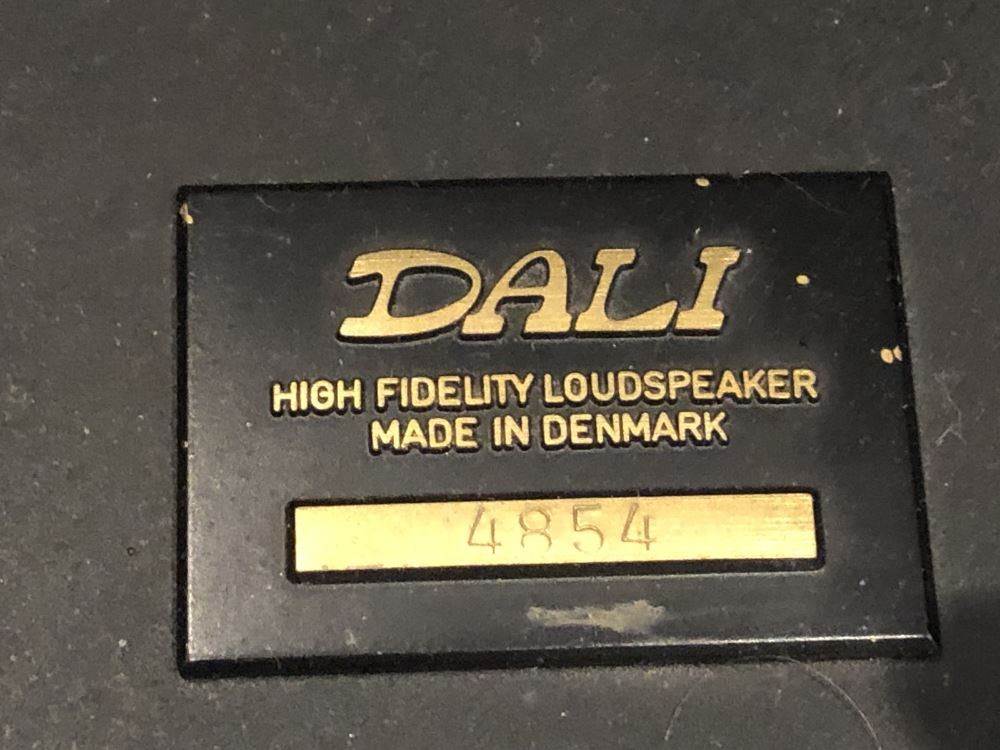 DALI
HIGH FIDELITY LOUDSPEAKER
MADE IN DENMARK
4854